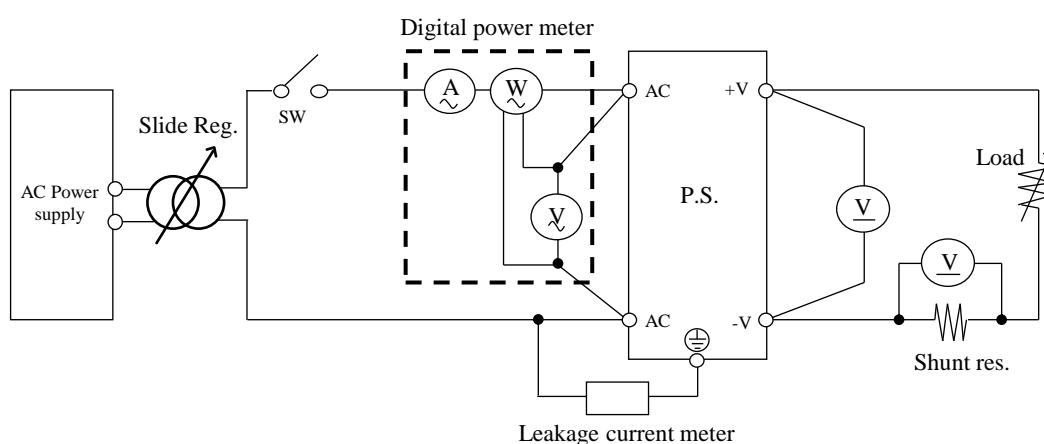 Digital power meter
A
W
SW
Slide Reg.
AC Power
supply
V
AC
AC
P.S.
+V
-V
V
Load
V
Shunt res.
Leakage current meter